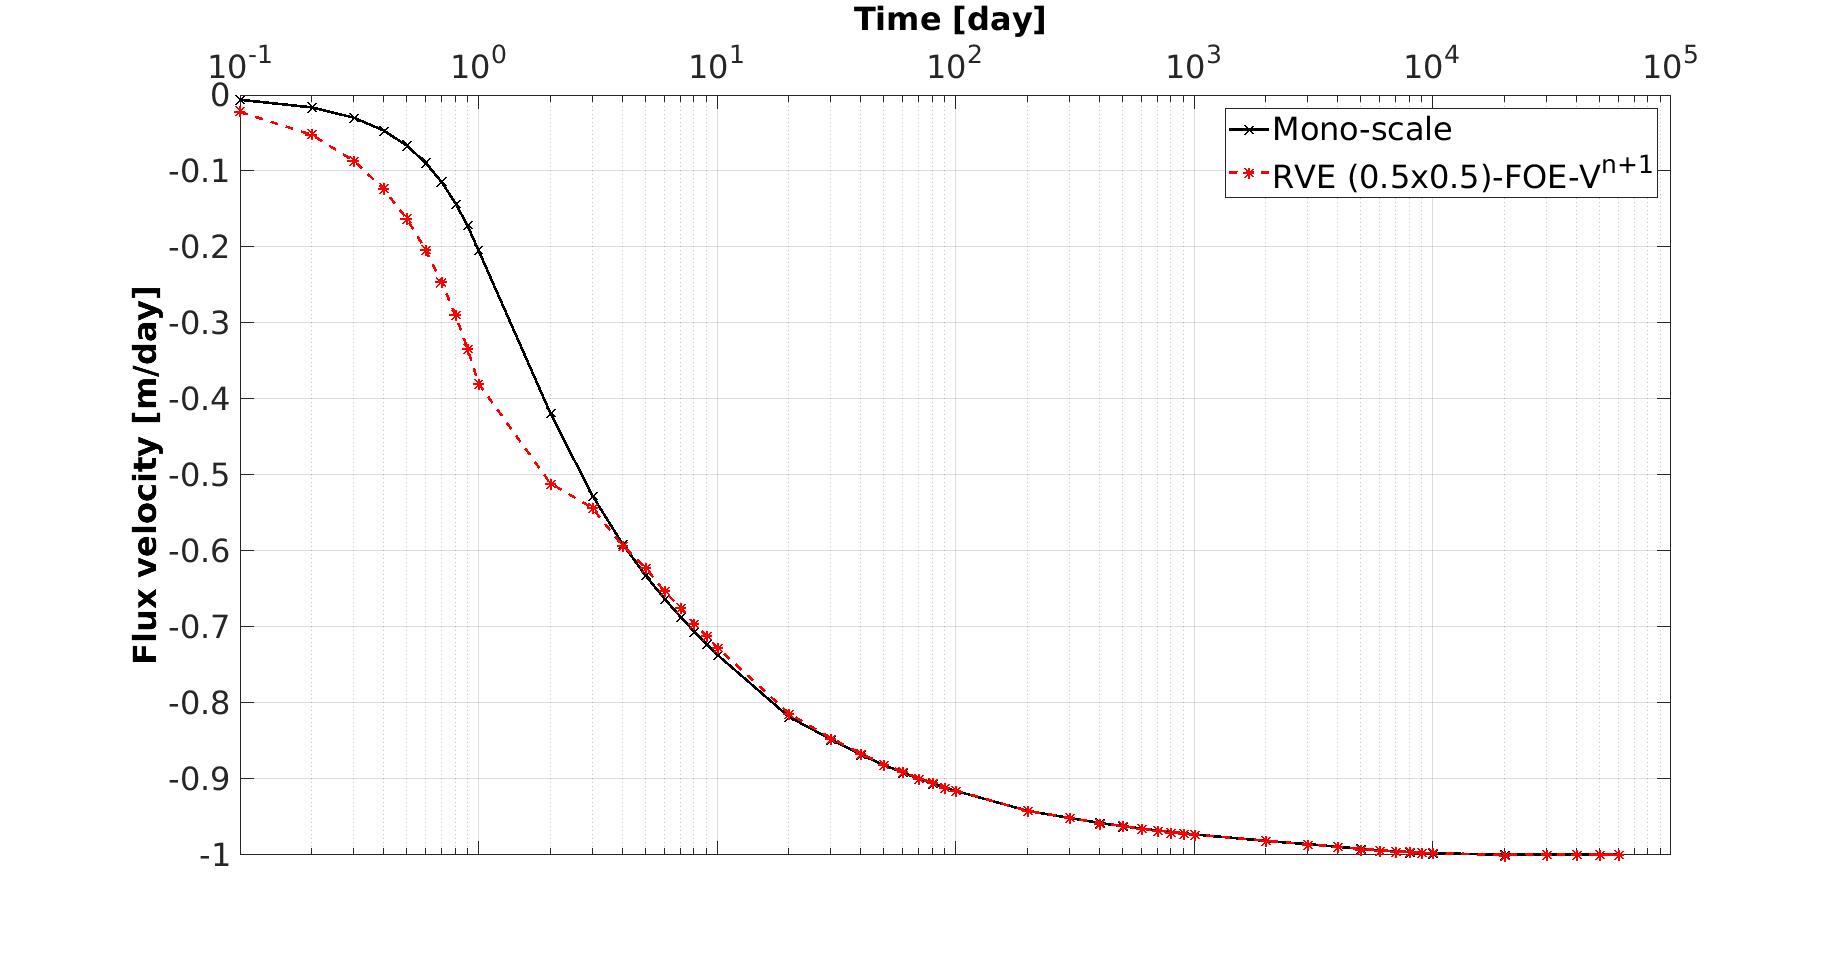 Time [day]
10^-1 10^0 10^1 10^2 10^3 10^4 10^5
0
-0.1
-0.2
-0.3
-0.4
-0.5
-0.6
-0.7
-0.8
-0.9
-1
Flux velocity [m/day]
Mono-scale
RVE (0.5x0.5)-FOE-V^n+1